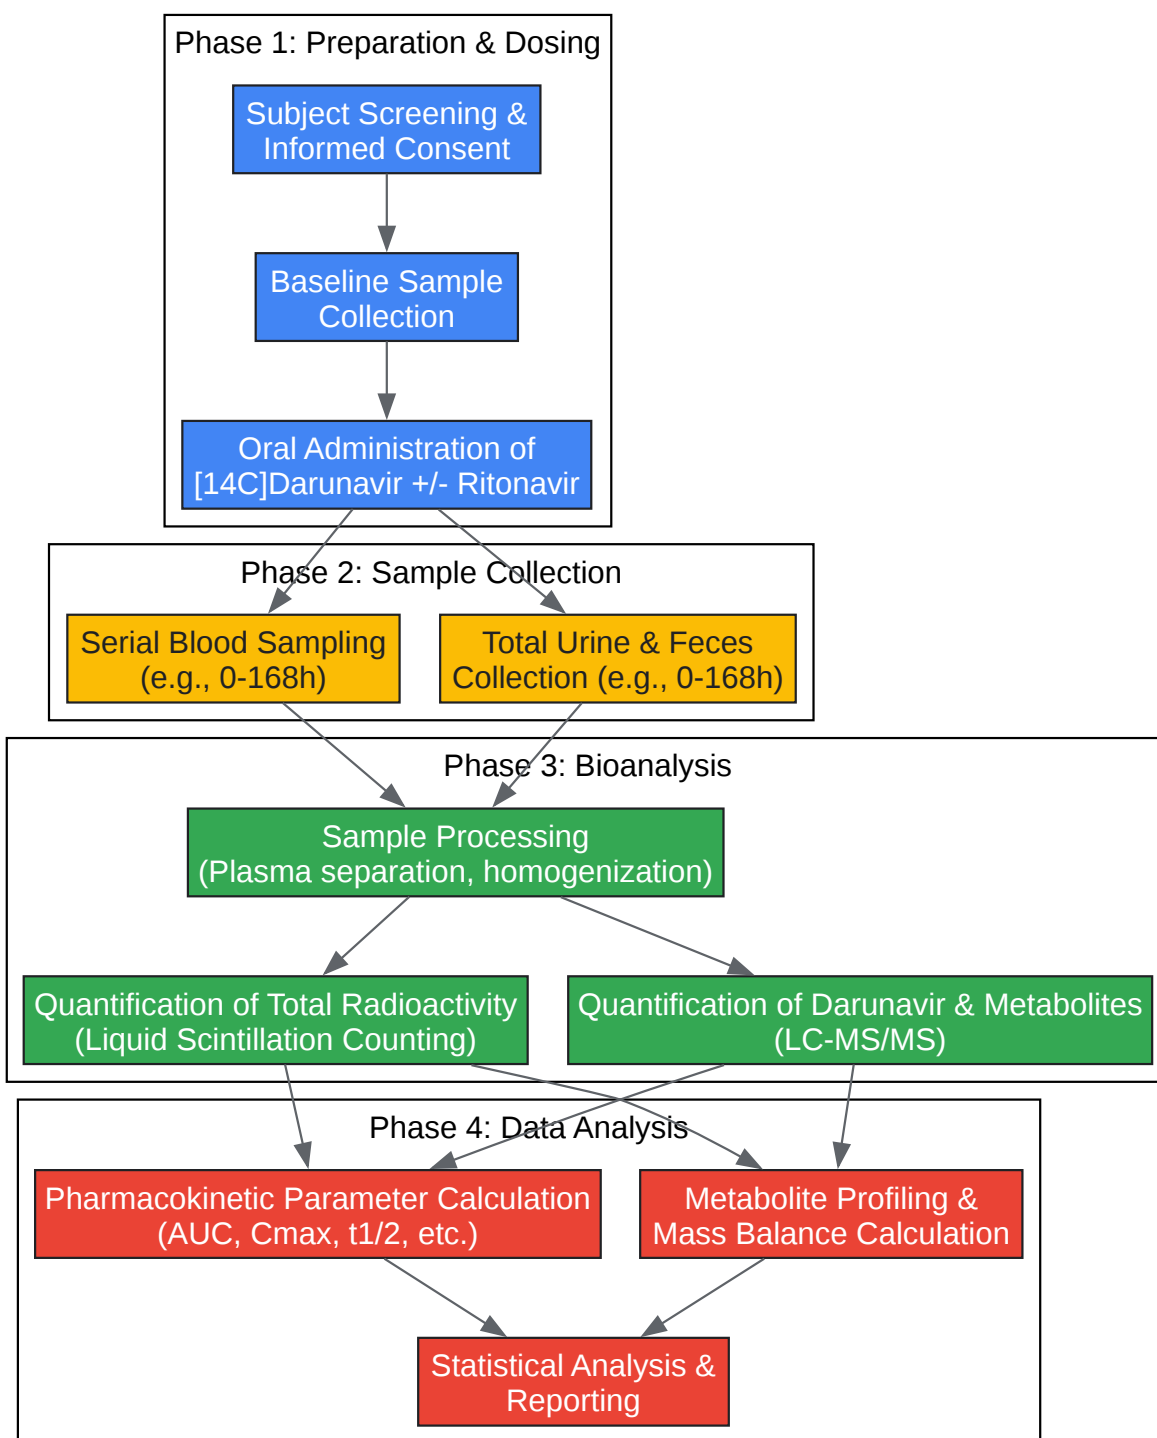 Phase 1: Preparation & Dosing
Subject Screening &
Informed Consent
Baseline Sample
Collection
Oral Administration of
[14C]Darunavir +/- Ritonavir
Phase 2: Sample Collection
Serial Blood Sampling
(e.g., 0-168h)
Total Urine & Feces
Collection (e.g., 0-168h)
Phase 3: Bioanalysis
Sample Processing
(Plasma separation, homogenization)
Quantification of Total Radioactivity
(Liquid Scintillation Counting)
Quantification of Darunavir & Metabolites
(LC-MS/MS)
Phase 4: Data Analysis
Pharmacokinetic Parameter Calculation
(AUC, Cmax, t1/2, etc.)
Metabolite Profiling &
Mass Balance Calculation
Statistical Analysis &
Reporting